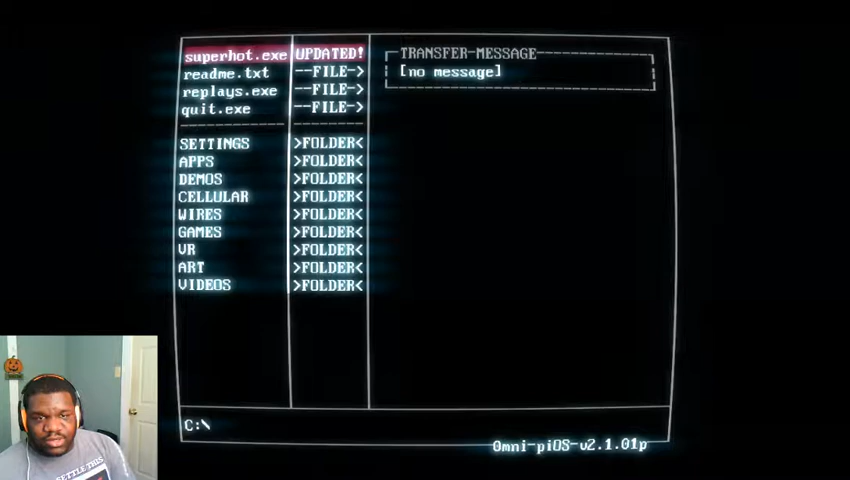 superhot.exe UPDATED!
readme.txt --FILE->
replays.exe --FILE->
quit.exe --FILE->
SETTINGS >FOLDER<
APPS >FOLDER<
DEMOS >FOLDER<
CELLULAR >FOLDER<
WIRES >FOLDER<
GAMES >FOLDER<
VR >FOLDER<
ART >FOLDER<
VIDEOS >FOLDER<
TRANSFER-MESSAGE
[no message]
C:\
Omni-piOS-v2.1.01p
SETTLE THIS